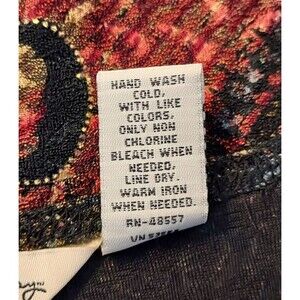 HAND WASH
COLD,
WITH LIKE
COLORS,
ONLY NON
CHLORINE
BLEACH WHEN
NEEDED,
LINE DRY.
WARM IRON
WHEN NEEDED.
RN-48557